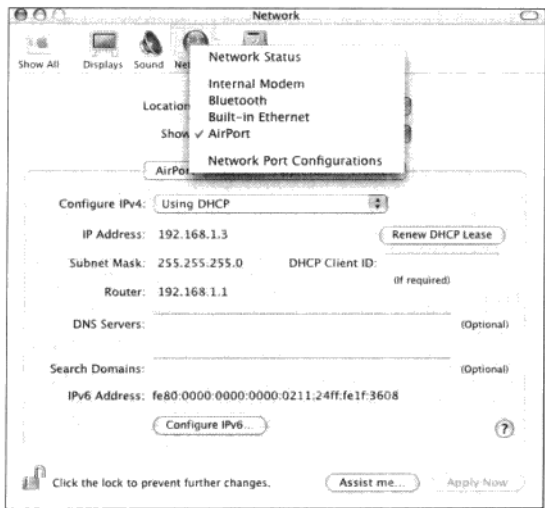 Network
Show All Displays Sound Net
Network Status
Internal Modem
Bluetooth
Built-in Ethernet
✓ AirPort
Network Port Configurations
Location
Show
AirPor
Configure IPv4: Using DHCP
IP Address: 192.168.1.3 Renew DHCP Lease
Subnet Mask: 255.255.255.0 DHCP Client ID:
(If required)
Router: 192.168.1.1
DNS Servers: (Optional)
Search Domains: (Optional)
IPv6 Address: fe80:0000:0000:0000:0211:24ff:fe1f:3608
Configure IPv6...
?
Click the lock to prevent further changes. Assist me... Apply Now